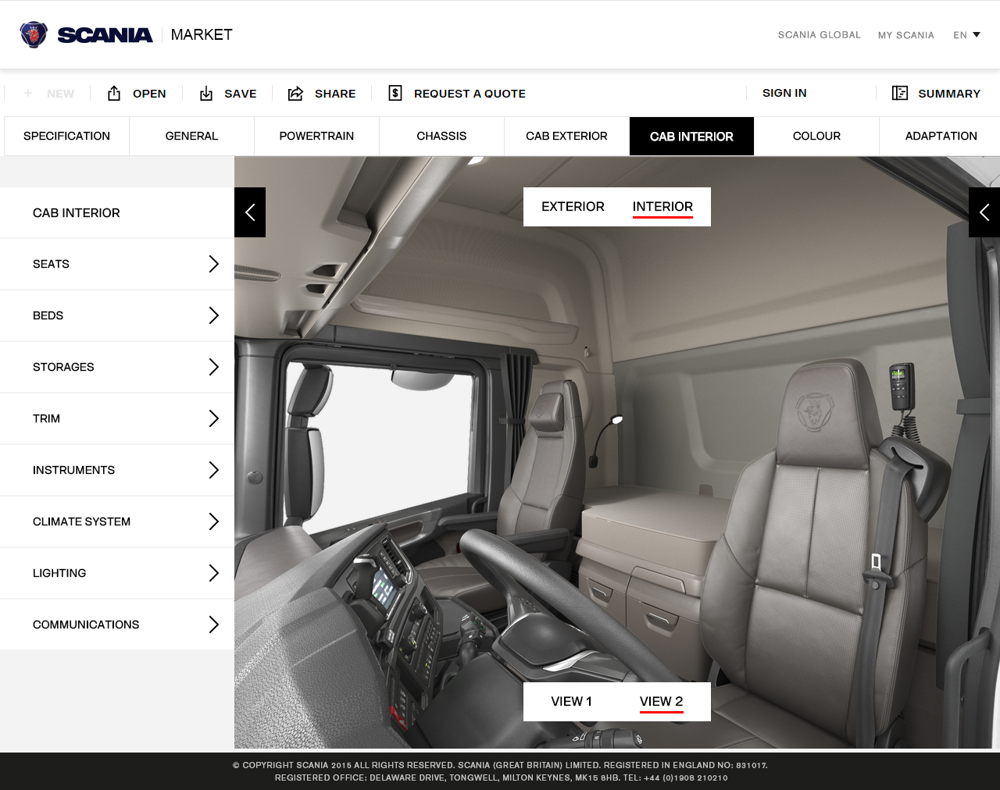 SCANIA MARKET SCANIA GLOBAL MY SCANIA EN
+ NEW OPEN SAVE SHARE $ REQUEST A QUOTE SIGN IN SUMMARY
SPECIFICATION GENERAL POWERTRAIN CHASSIS CAB EXTERIOR CAB INTERIOR COLOUR ADAPTATION
EXTERIOR INTERIOR
CAB INTERIOR
SEATS
BEDS
STORAGES
TRIM
INSTRUMENTS
CLIMATE SYSTEM
LIGHTING
COMMUNICATIONS
VIEW 1 VIEW 2
© COPYRIGHT SCANIA 2015 ALL RIGHTS RESERVED. SCANIA (GREAT BRITAIN) LIMITED. REGISTERED IN ENGLAND NO: 831017.
REGISTERED OFFICE: DELAWARE DRIVE, TONGWELL, MILTON KEYNES, MK15 8HB. TEL: +44 (0)1908 210210